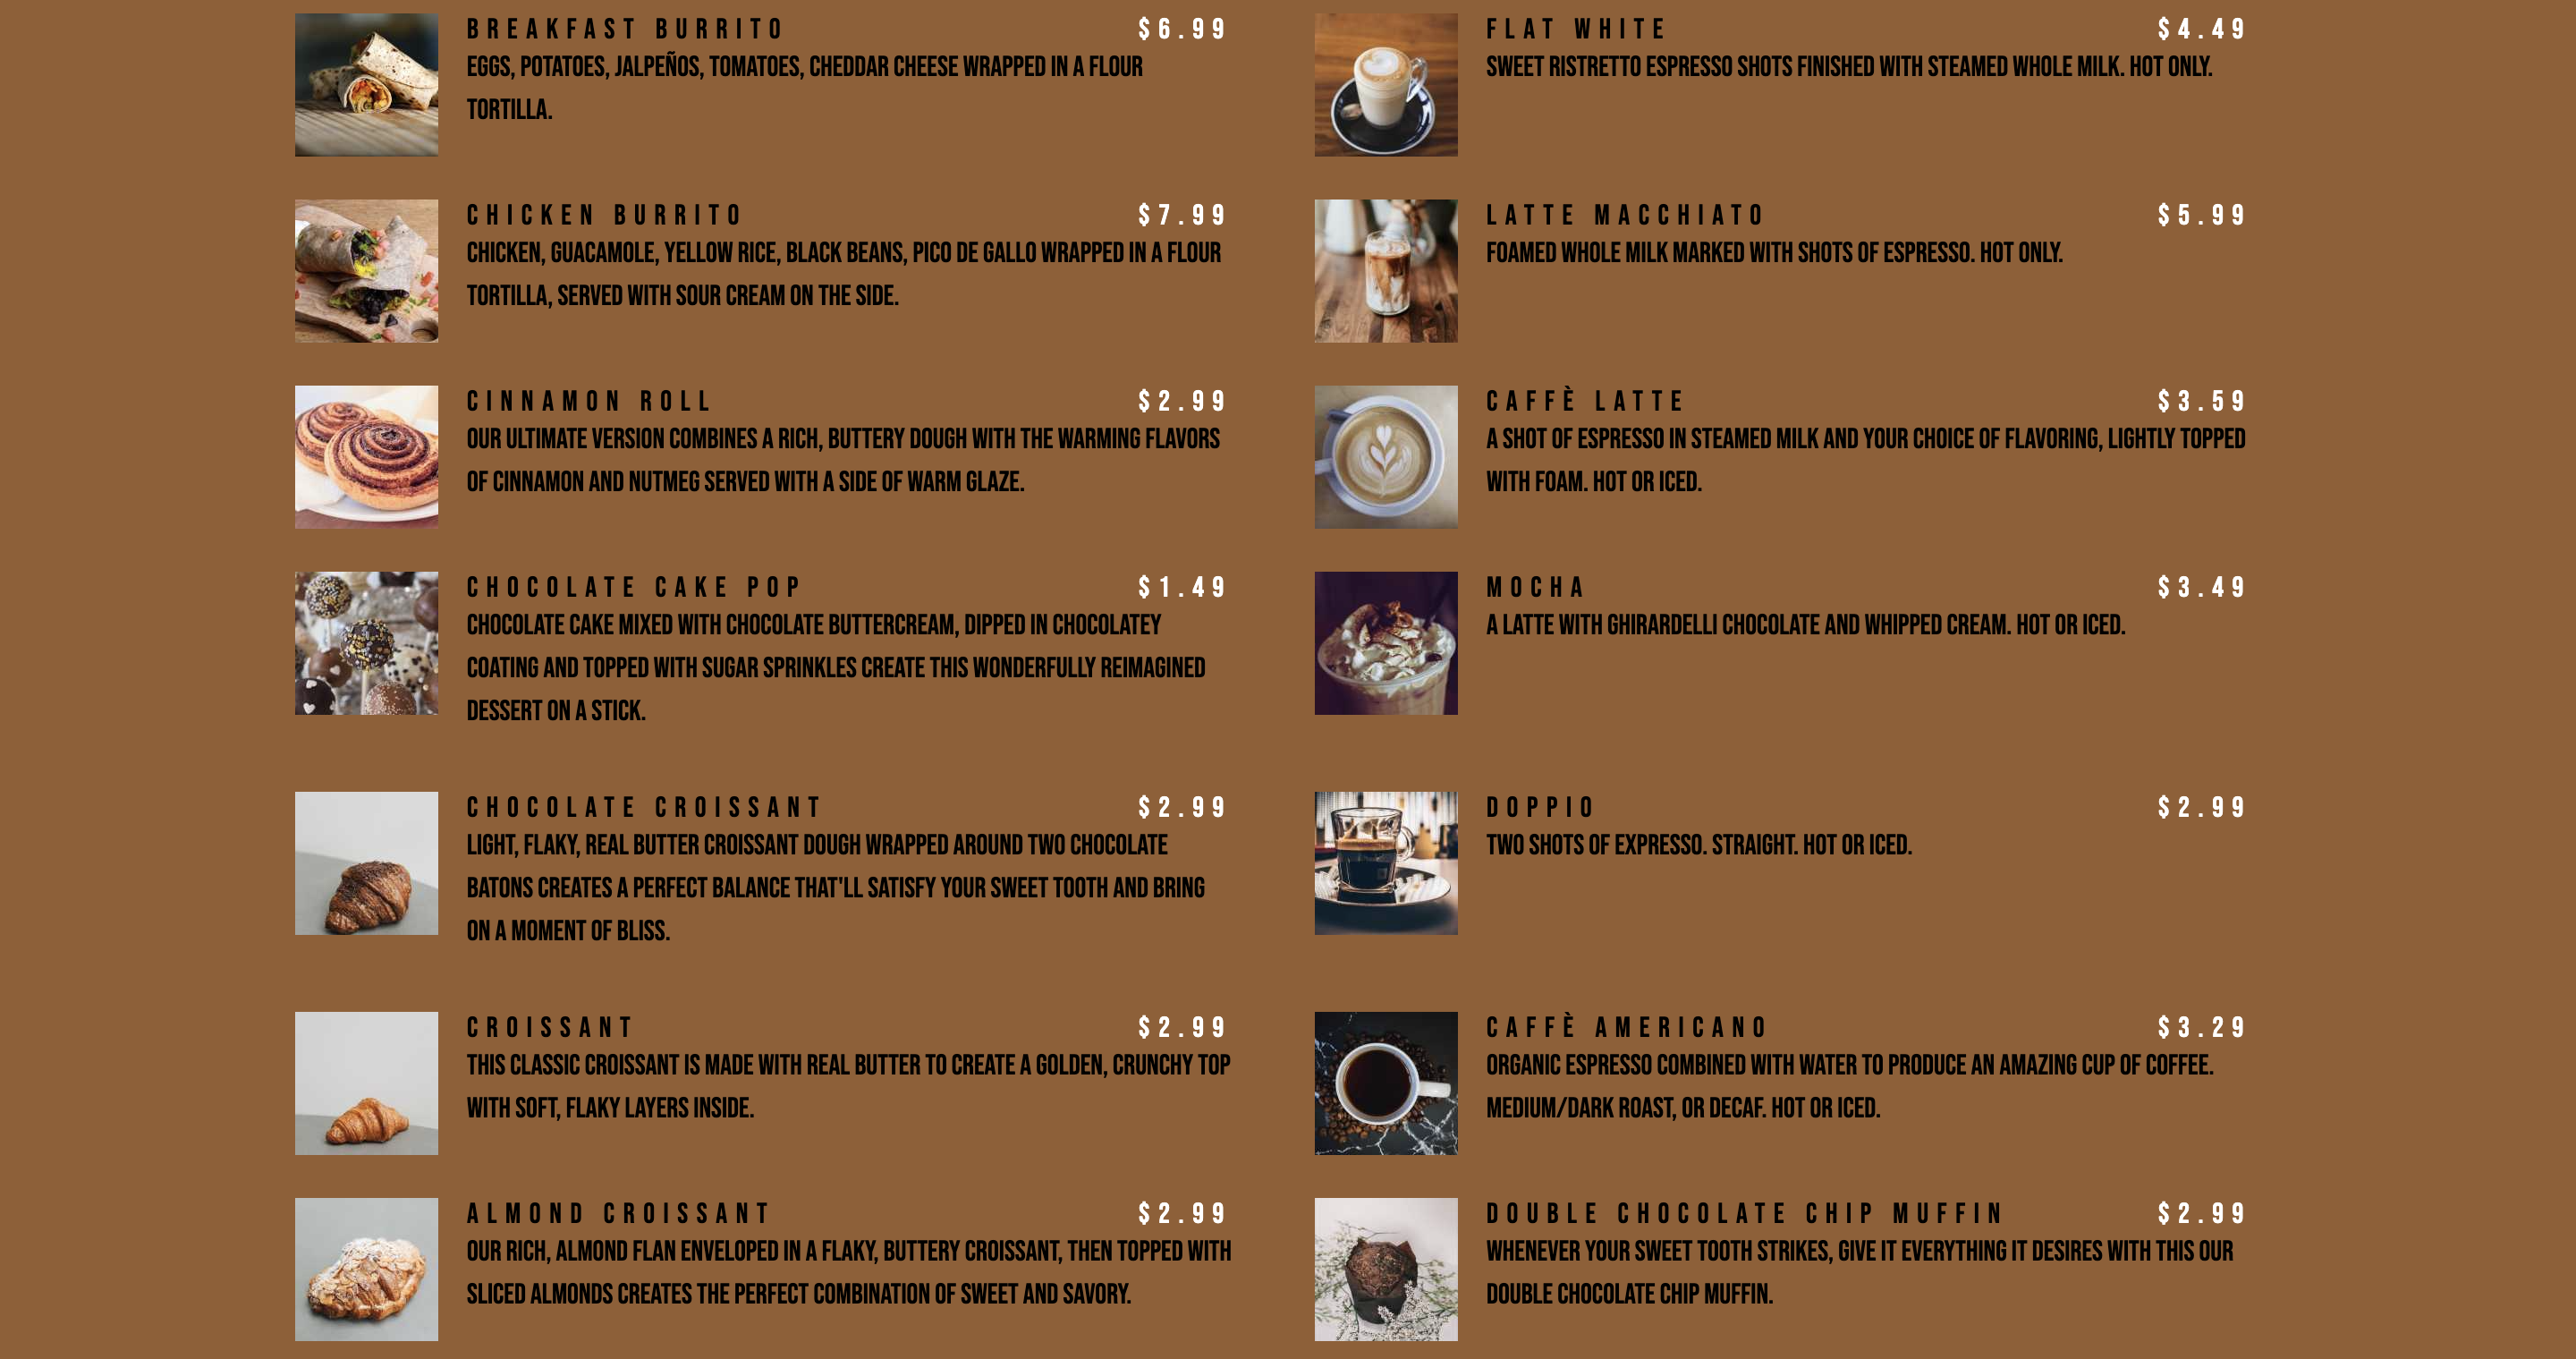 BREAKFAST BURRITO $6.99
EGGS, POTATOES, JALPEÑOS, TOMATOES, CHEDDAR CHEESE WRAPPED IN A FLOUR
TORTILLA.
CHICKEN BURRITO $7.99
CHICKEN, GUACAMOLE, YELLOW RICE, BLACK BEANS, PICO DE GALLO WRAPPED IN A FLOUR
TORTILLA, SERVED WITH SOUR CREAM ON THE SIDE.
CINNAMON ROLL $2.99
OUR ULTIMATE VERSION COMBINES A RICH, BUTTERY DOUGH WITH THE WARMING FLAVORS
OF CINNAMON AND NUTMEG SERVED WITH A SIDE OF WARM GLAZE.
CHOCOLATE CAKE POP $1.49
CHOCOLATE CAKE MIXED WITH CHOCOLATE BUTTERCREAM, DIPPED IN CHOCOLATEY
COATING AND TOPPED WITH SUGAR SPRINKLES CREATE THIS WONDERFULLY REIMAGINED
DESSERT ON A STICK.
CHOCOLATE CROISSANT $2.99
LIGHT, FLAKY, REAL BUTTER CROISSANT DOUGH WRAPPED AROUND TWO CHOCOLATE
BATONS CREATES A PERFECT BALANCE THAT'LL SATISFY YOUR SWEET TOOTH AND BRING
ON A MOMENT OF BLISS.
CROISSANT $2.99
THIS CLASSIC CROISSANT IS MADE WITH REAL BUTTER TO CREATE A GOLDEN, CRUNCHY TOP
WITH SOFT, FLAKY LAYERS INSIDE.
ALMOND CROISSANT $2.99
OUR RICH, ALMOND FLAN ENVELOPED IN A FLAKY, BUTTERY CROISSANT, THEN TOPPED WITH
SLICED ALMONDS CREATES THE PERFECT COMBINATION OF SWEET AND SAVORY.
FLAT WHITE $4.49
SWEET RISTRETTO ESPRESSO SHOTS FINISHED WITH STEAMED WHOLE MILK. HOT ONLY.
LATTE MACCHIATO $5.99
FOAMED WHOLE MILK MARKED WITH SHOTS OF ESPRESSO. HOT ONLY.
CAFFÈ LATTE $3.59
A SHOT OF ESPRESSO IN STEAMED MILK AND YOUR CHOICE OF FLAVORING, LIGHTLY TOPPED
WITH FOAM. HOT OR ICED.
MOCHA $3.49
A LATTE WITH GHIRARDELLI CHOCOLATE AND WHIPPED CREAM. HOT OR ICED.
DOPPIO $2.99
TWO SHOTS OF EXPRESSO. STRAIGHT. HOT OR ICED.
CAFFÈ AMERICANO $3.29
ORGANIC ESPRESSO COMBINED WITH WATER TO PRODUCE AN AMAZING CUP OF COFFEE.
MEDIUM/DARK ROAST, OR DECAF. HOT OR ICED.
DOUBLE CHOCOLATE CHIP MUFFIN $2.99
WHENEVER YOUR SWEET TOOTH STRIKES, GIVE IT EVERYTHING IT DESIRES WITH THIS OUR
DOUBLE CHOCOLATE CHIP MUFFIN.